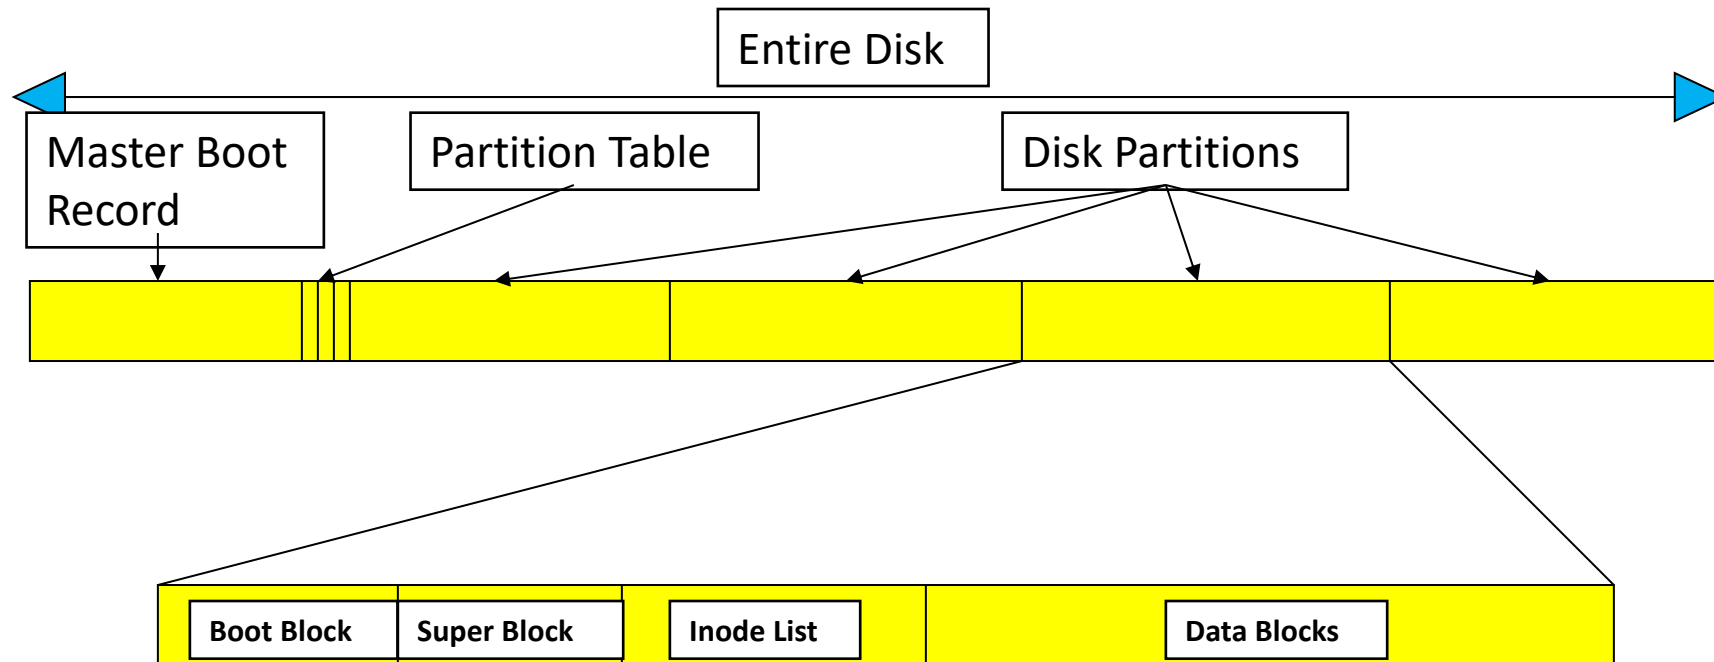 Entire Disk
Master Boot
Record
Partition Table
Disk Partitions
Boot Block
Super Block
Inode List
Data Blocks